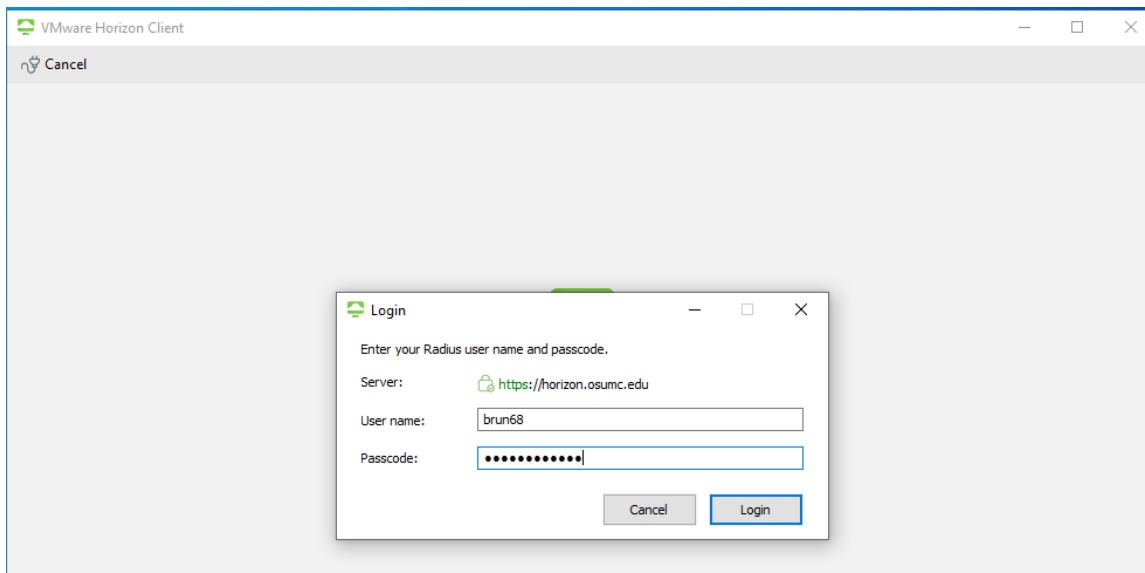 VMware Horizon Client
Cancel
Login
Enter your Radius user name and passcode.
Server: https://horizon.osumc.edu
User name: brun68
Passcode: ••••••••••••
Cancel Login